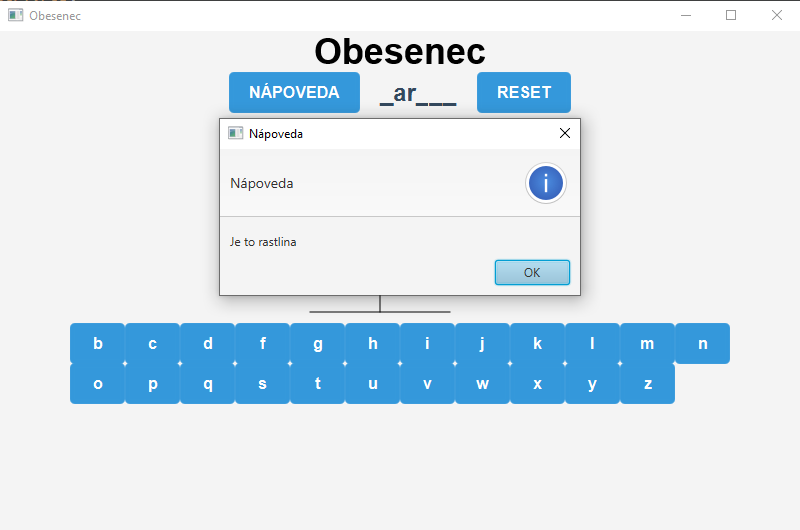 Obesenec
Obesenec
NÁPOVEDA _ar___ RESET
Nápoveda
Nápoveda
i
Je to rastlina
OK
b c d f g h i j k l m n
o p q s t u v w x y z